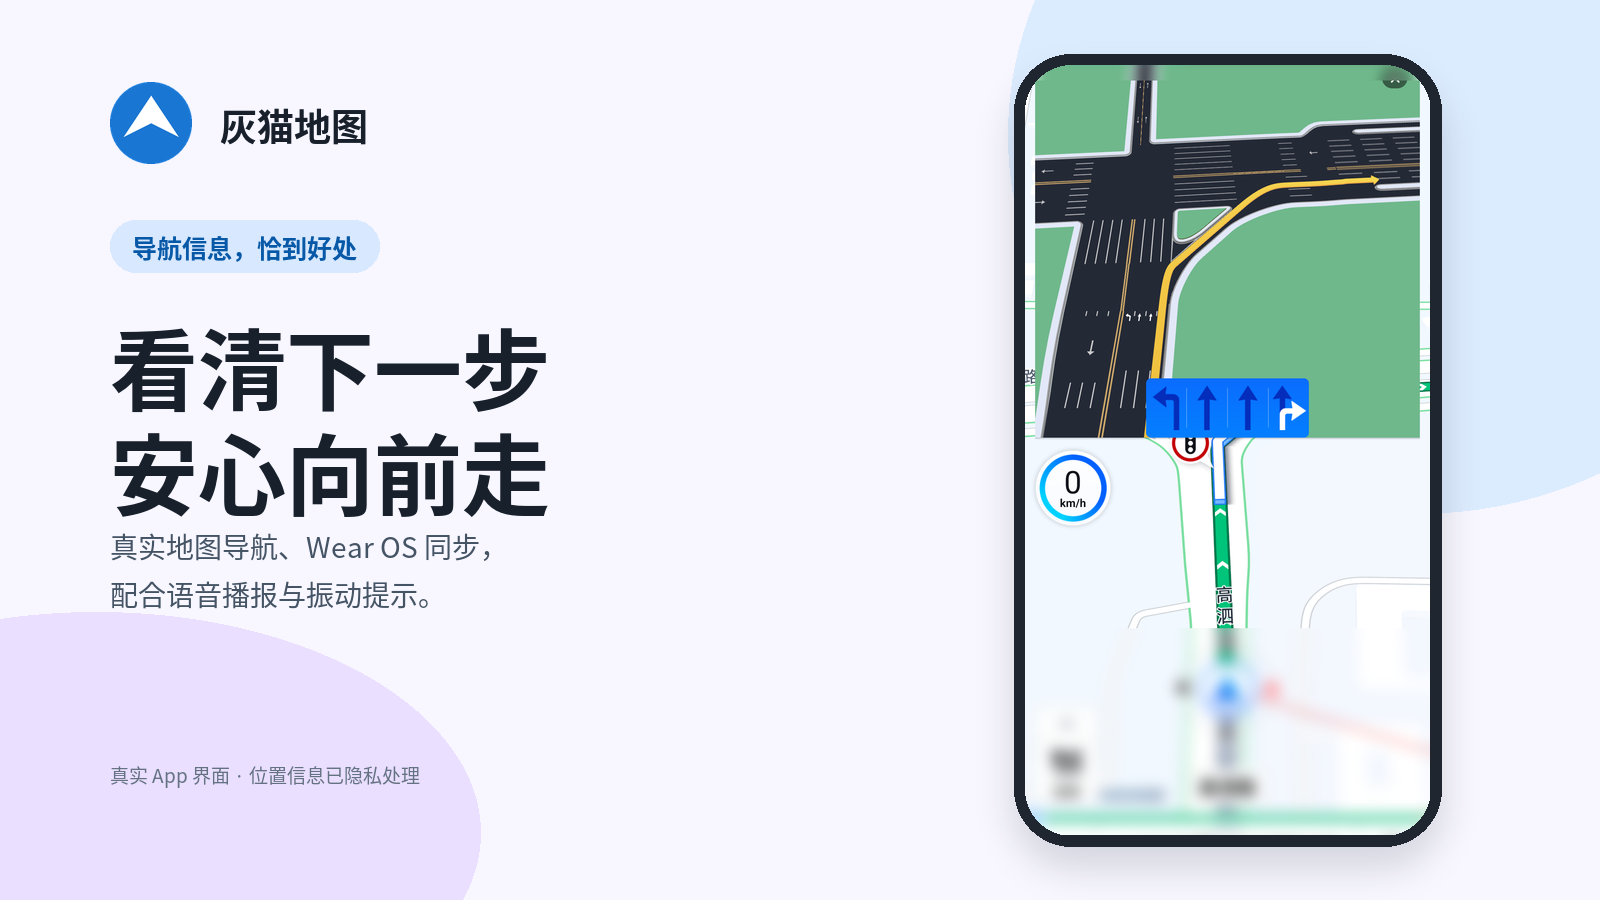 灰猫地图
导航信息，恰到好处
看清下一步
安心向前走
真实地图导航、Wear OS 同步，
配合语音播报与振动提示。
真实 App 界面 · 位置信息已隐私处理
路
0
km/h
高
泗